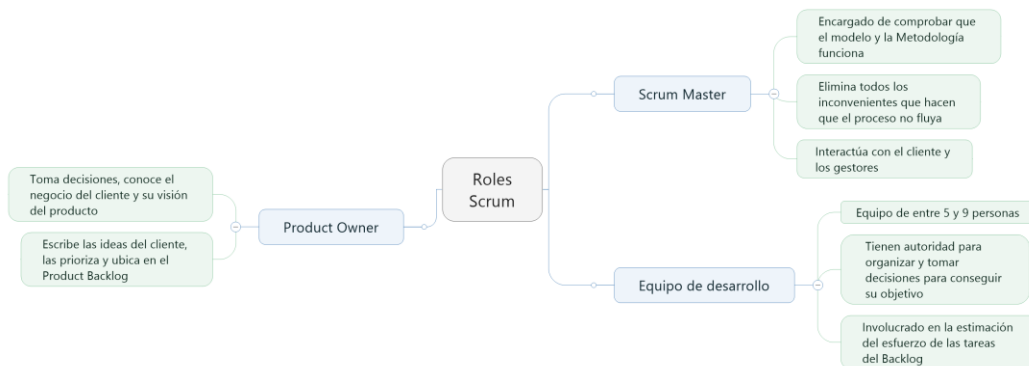 Roles
Scrum
Product Owner
Toma decisiones, conoce el
negocio del cliente y su visión
del producto
Escribe las ideas del cliente,
las prioriza y ubica en el
Product Backlog
Scrum Master
Encargado de comprobar que
el modelo y la Metodología
funciona
Elimina todos los
inconvenientes que hacen
que el proceso no fluya
Interactúa con el cliente y
los gestores
Equipo de desarrollo
Equipo de entre 5 y 9 personas
Tienen autoridad para
organizar y tomar
decisiones para conseguir
su objetivo
Involucrado en la estimación
del esfuerzo de las tareas
del Backlog